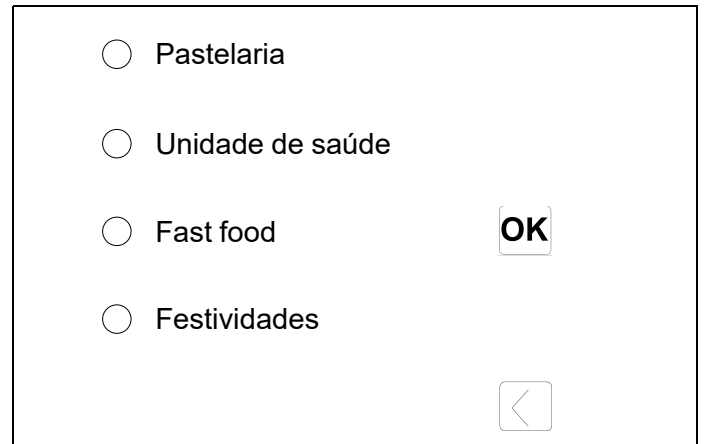 Pastelaria
Unidade de saúde
Fast food
OK
Festividades